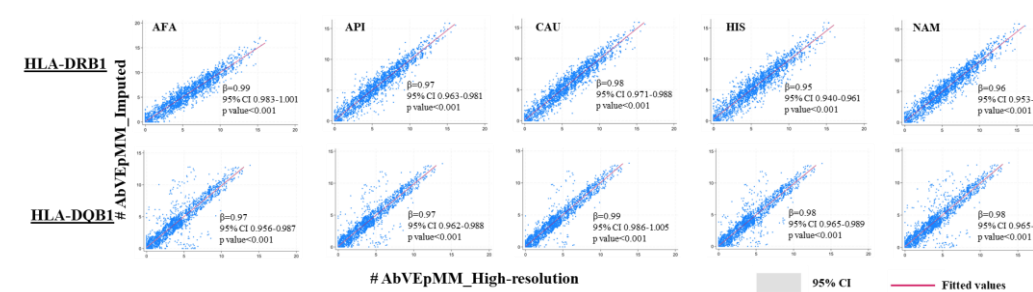 AFA API CAU HIS NAM
HLA-DRB1
β=0.99
95% CI 0.983-1.001
p value<0.001
β=0.97
95% CI 0.963-0.981
p value<0.001
β=0.98
95% CI 0.971-0.988
p value<0.001
β=0.95
95% CI 0.940-0.961
p value<0.001
β=0.96
95% CI 0.953-
p value<0.001
# AbVEpMM_Imputed
HLA-DQB1
β=0.97
95% CI 0.956-0.987
p value<0.001
β=0.97
95% CI 0.962-0.988
p value<0.001
β=0.99
95% CI 0.986-1.005
p value<0.001
β=0.98
95% CI 0.965-0.989
p value<0.001
β=0.98
95% CI 0.965-
p value<0.001
# AbVEpMM_High-resolution
95% CI
Fitted values